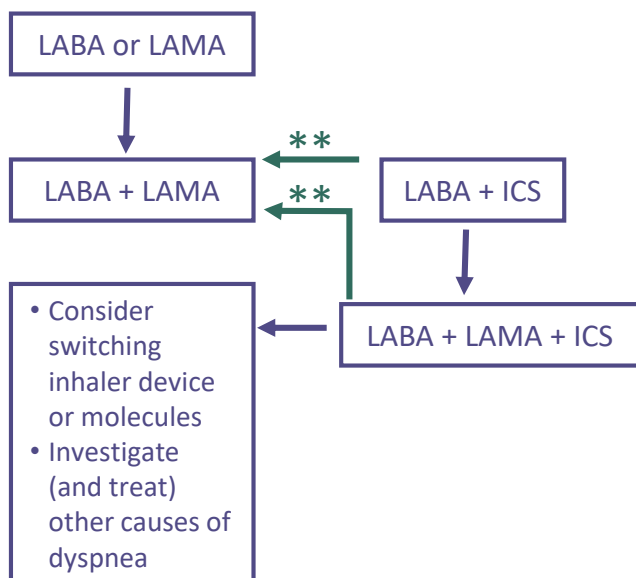 LABA or LAMA
**
LABA + LAMA
LABA + ICS
**
• Consider
switching
inhaler device
or molecules
• Investigate
(and treat)
other causes of
dyspnea
LABA + LAMA + ICS